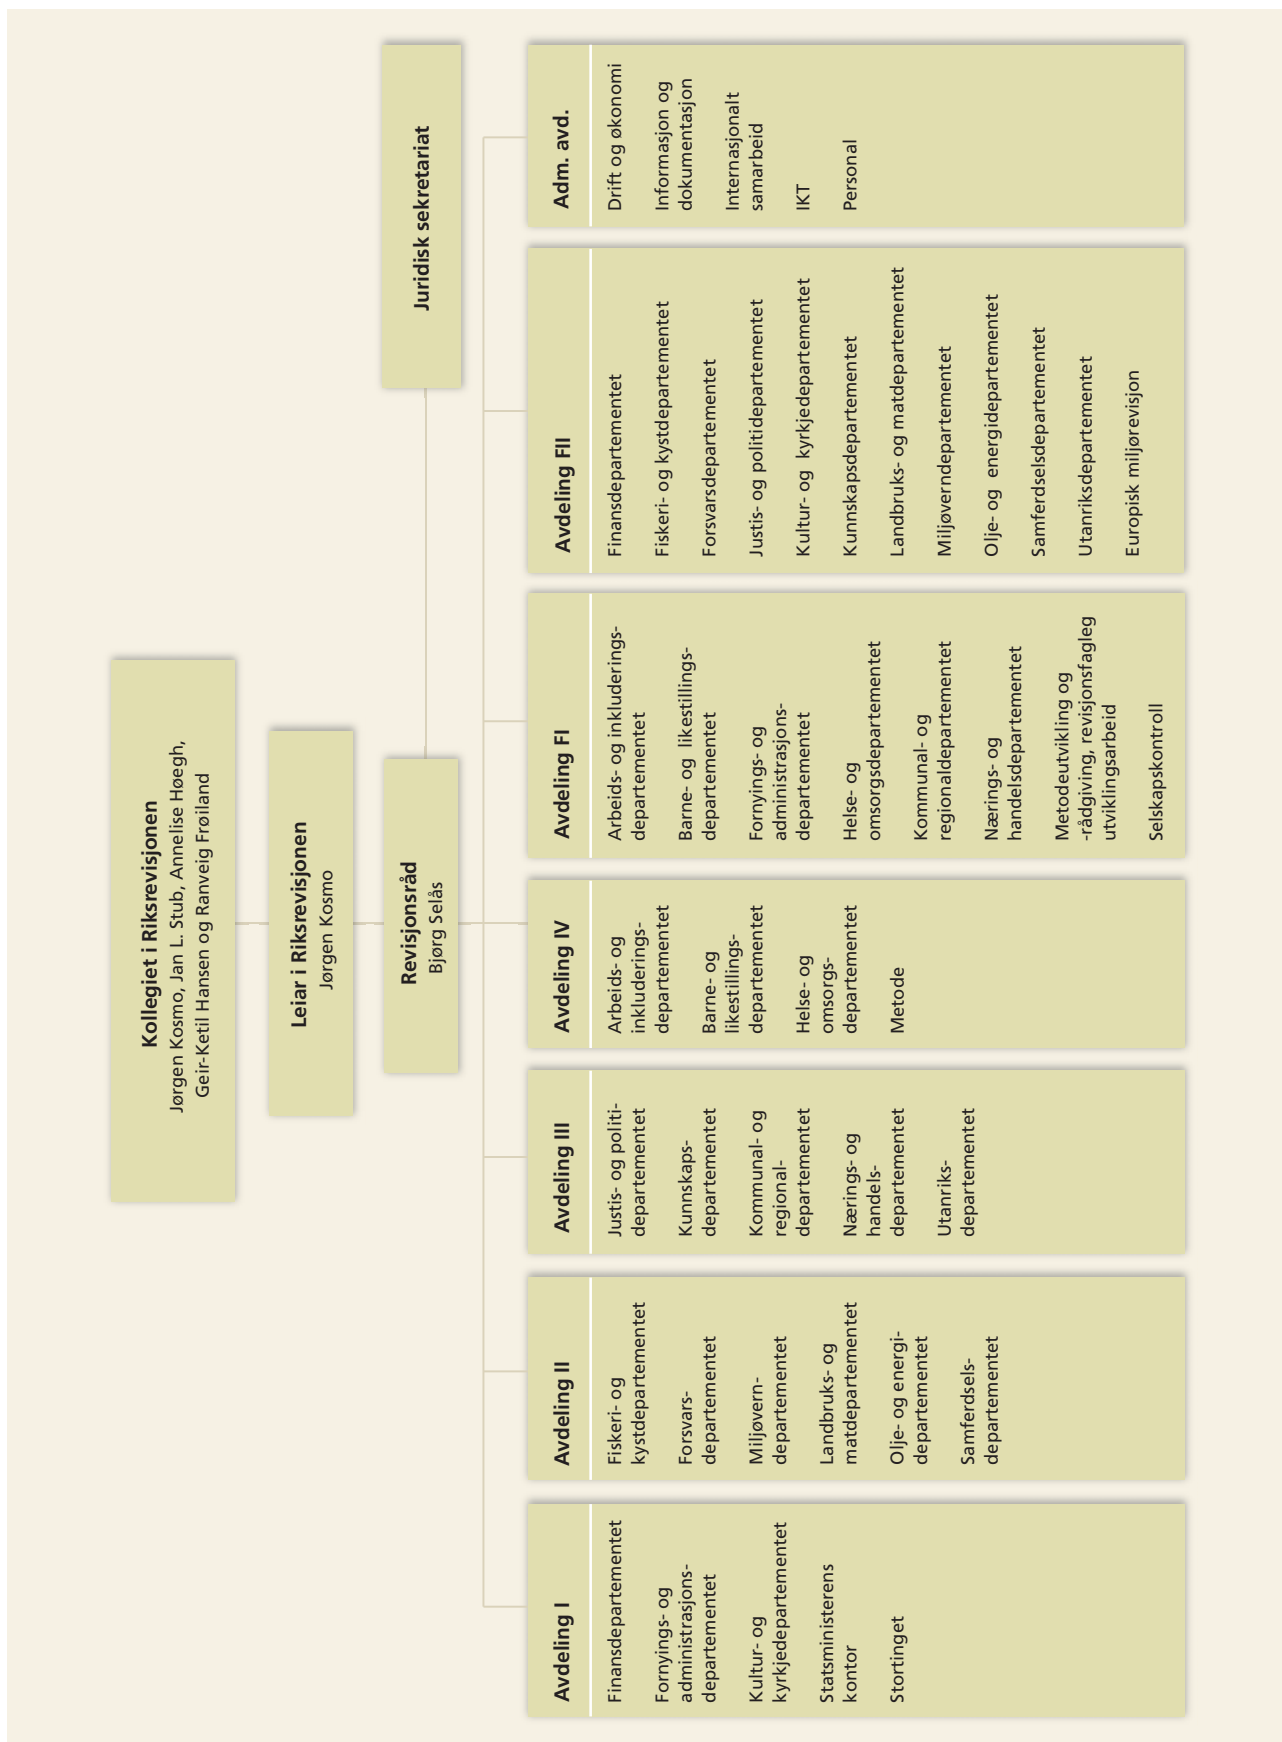 Kollegiet i Riksrevisjonen
Jørgen Kosmo, Jan L. Stub, Annelise Høegh,
Geir-Ketil Hansen og Ranveig Frøiland
Leiar i Riksrevisjonen
Jørgen Kosmo
Revisjonsråd
Bjørg Selås
Juridisk sekretariat
Avdeling I
Finansdepartementet
Fornyings- og
administrasjons-
departementet
Kultur- og
kyrkjedepartementet
Statsministerens
kontor
Stortinget
Avdeling II
Fiskeri- og
kystdepartementet
Forsvars-
departementet
Miljøvern-
departementet
Landbruks- og
matdepartementet
Olje- og energi-
departementet
Samferdsels-
departementet
Avdeling III
Justis- og politi-
departementet
Kunnskaps-
departementet
Kommunal- og
regional-
departementet
Nærings- og
handels-
departementet
Utanriks-
departementet
Avdeling IV
Arbeids- og
inkluderings-
departementet
Barne- og
likestillings-
departementet
Helse- og
omsorgs-
departementet
Metode
Avdeling FI
Arbeids- og inkluderings-
departementet
Barne- og likestillings-
departementet
Fornyings- og
administrasjons-
departementet
Helse- og
omsorgsdepartementet
Kommunal- og
regionaldepartementet
Nærings- og
handelsdepartementet
Metodeutvikling og
-rådgiving, revisjonsfagleg
utviklingsarbeid
Selskapskontroll
Avdeling FII
Finansdepartementet
Fiskeri- og kystdepartementet
Forsvarsdepartementet
Justis- og politidepartementet
Kultur- og kyrkjedepartementet
Kunnskapsdepartementet
Landbruks- og matdepartementet
Miljøverndepartementet
Olje- og energidepartementet
Samferdselsdepartementet
Utanriksdepartementet
Europisk miljørevisjon
Adm. avd.
Drift og økonomi
Informasjon og
dokumentasjon
Internasjonalt
samarbeid
IKT
Personal